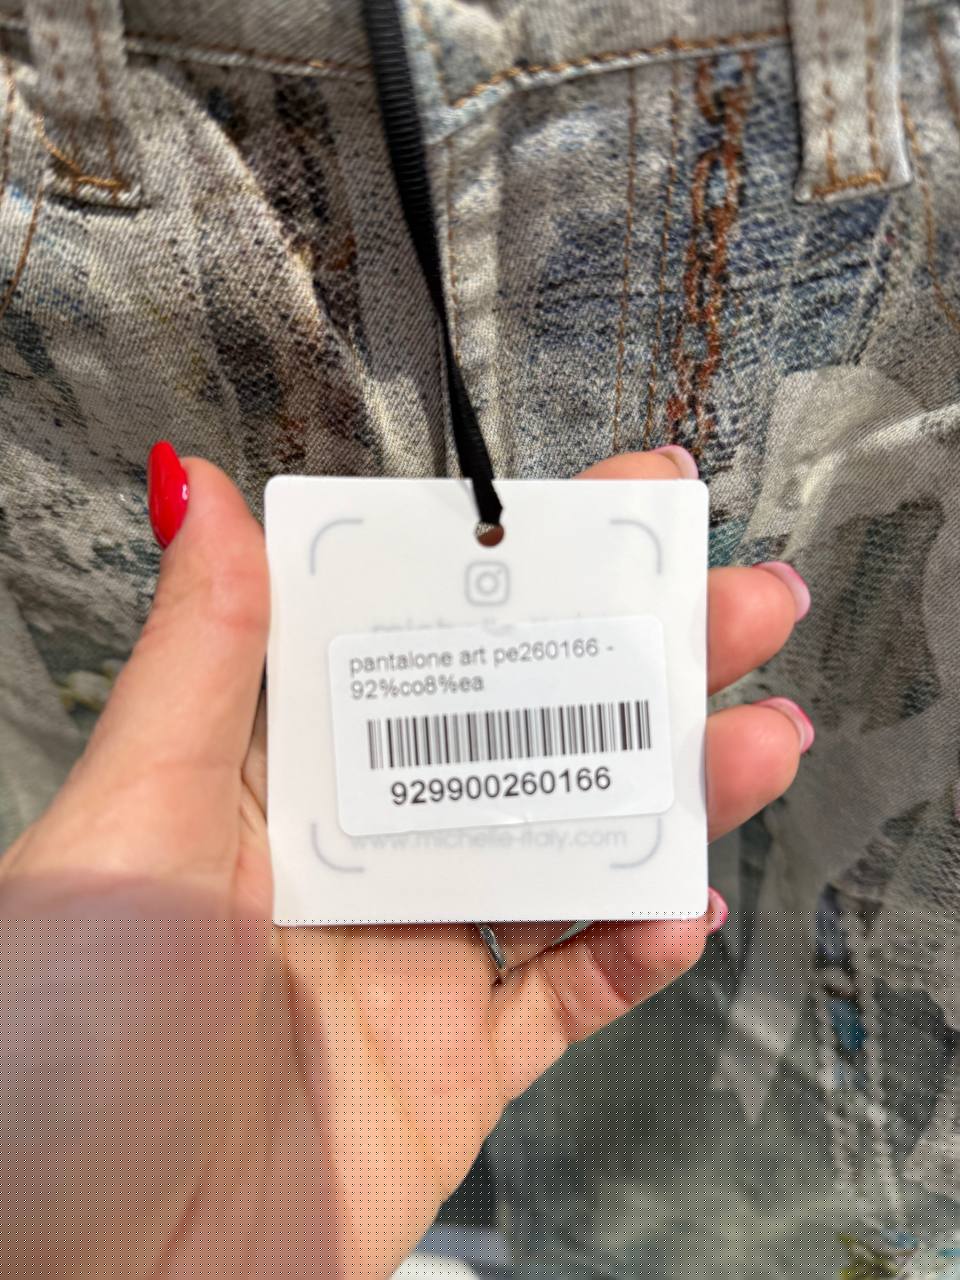 pantalone art pe260166 -
92%co8%ea
929900260166
www.michelle-italy.com